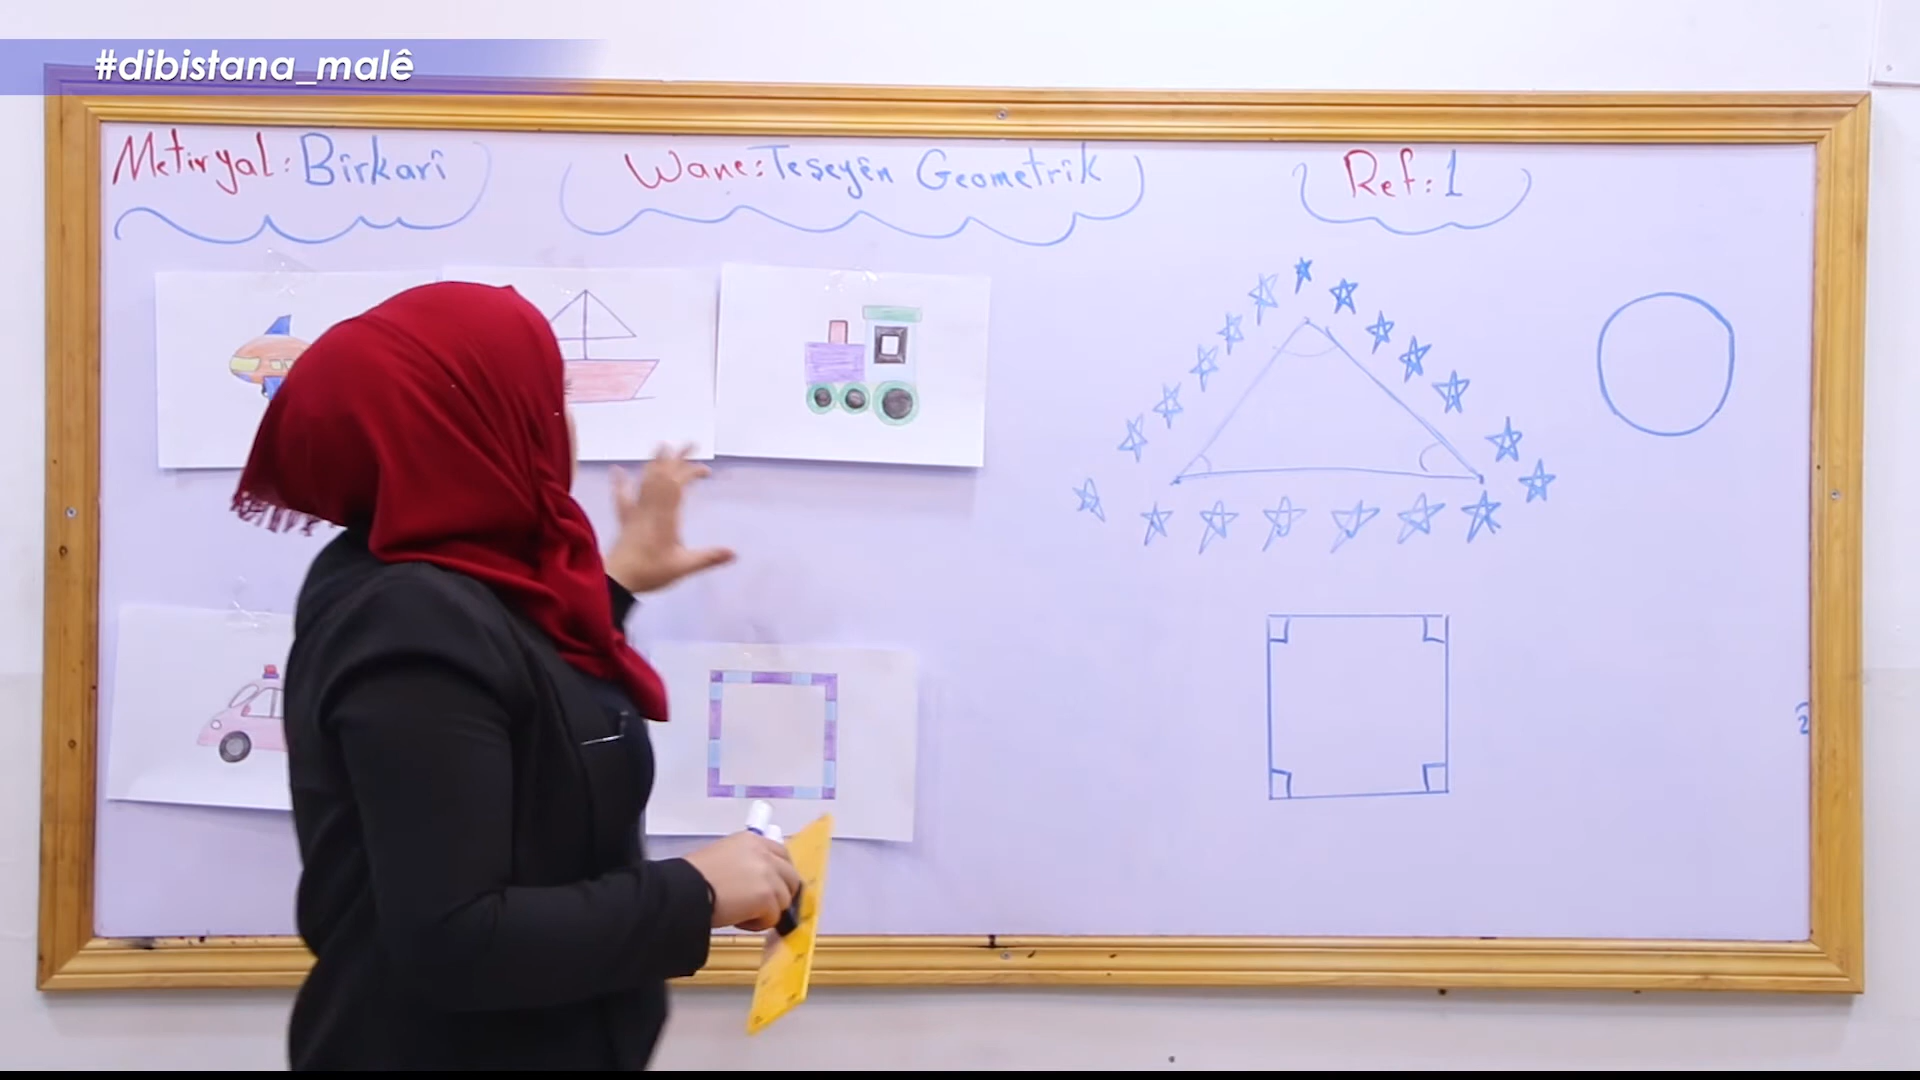 #dibistana_malê
Metiryal: Bîrkarî
Wane: Teşeyên Geometrîk
Ref: 1